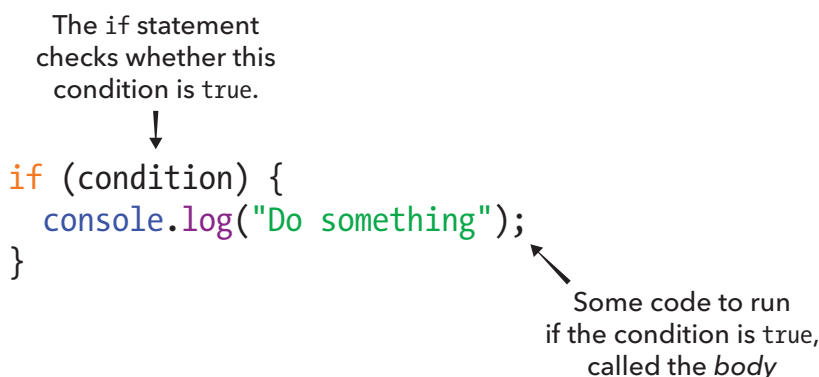 The if statement
checks whether this
condition is true.
if (condition) {
  console.log("Do something");
}
Some code to run
if the condition is true,
called the body